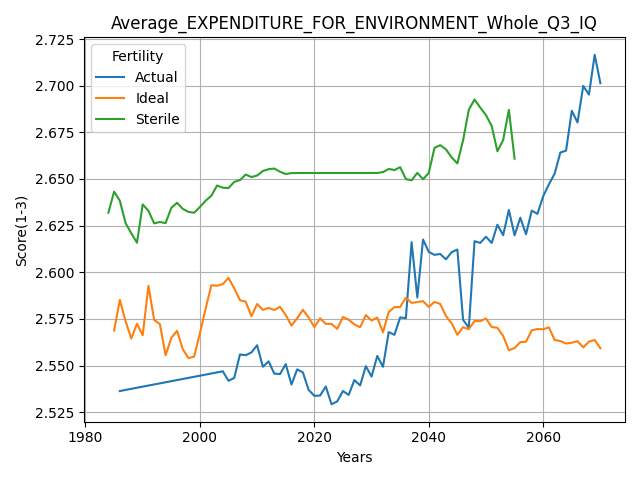 Average_EXPENDITURE_FOR_ENVIRONMENT_Whole_Q3_IQ
2.725
2.700
2.675
2.650
2.625
2.600
2.575
2.550
2.525
Score(1-3)
Fertility
Actual
Ideal
Sterile
1980
2000
2020
2040
2060
Years